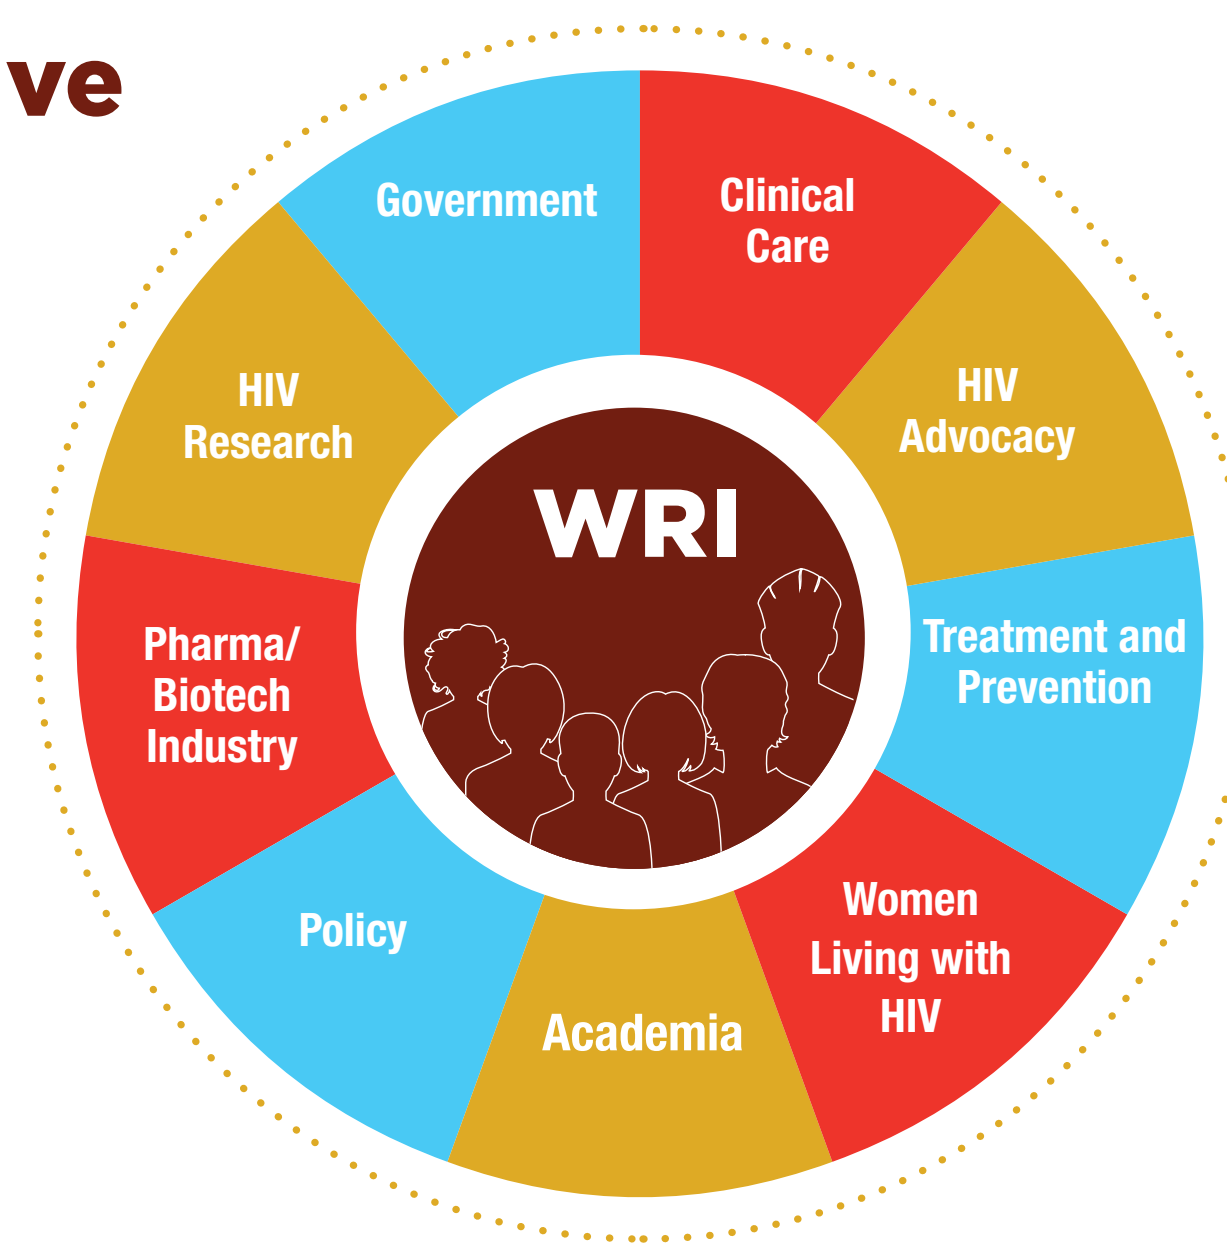 ve
Government
Clinical
Care
HIV
Advocacy
Treatment and
Prevention
Women
Living with
HIV
Academia
Policy
Pharma/
Biotech
Industry
HIV
Research
WRI